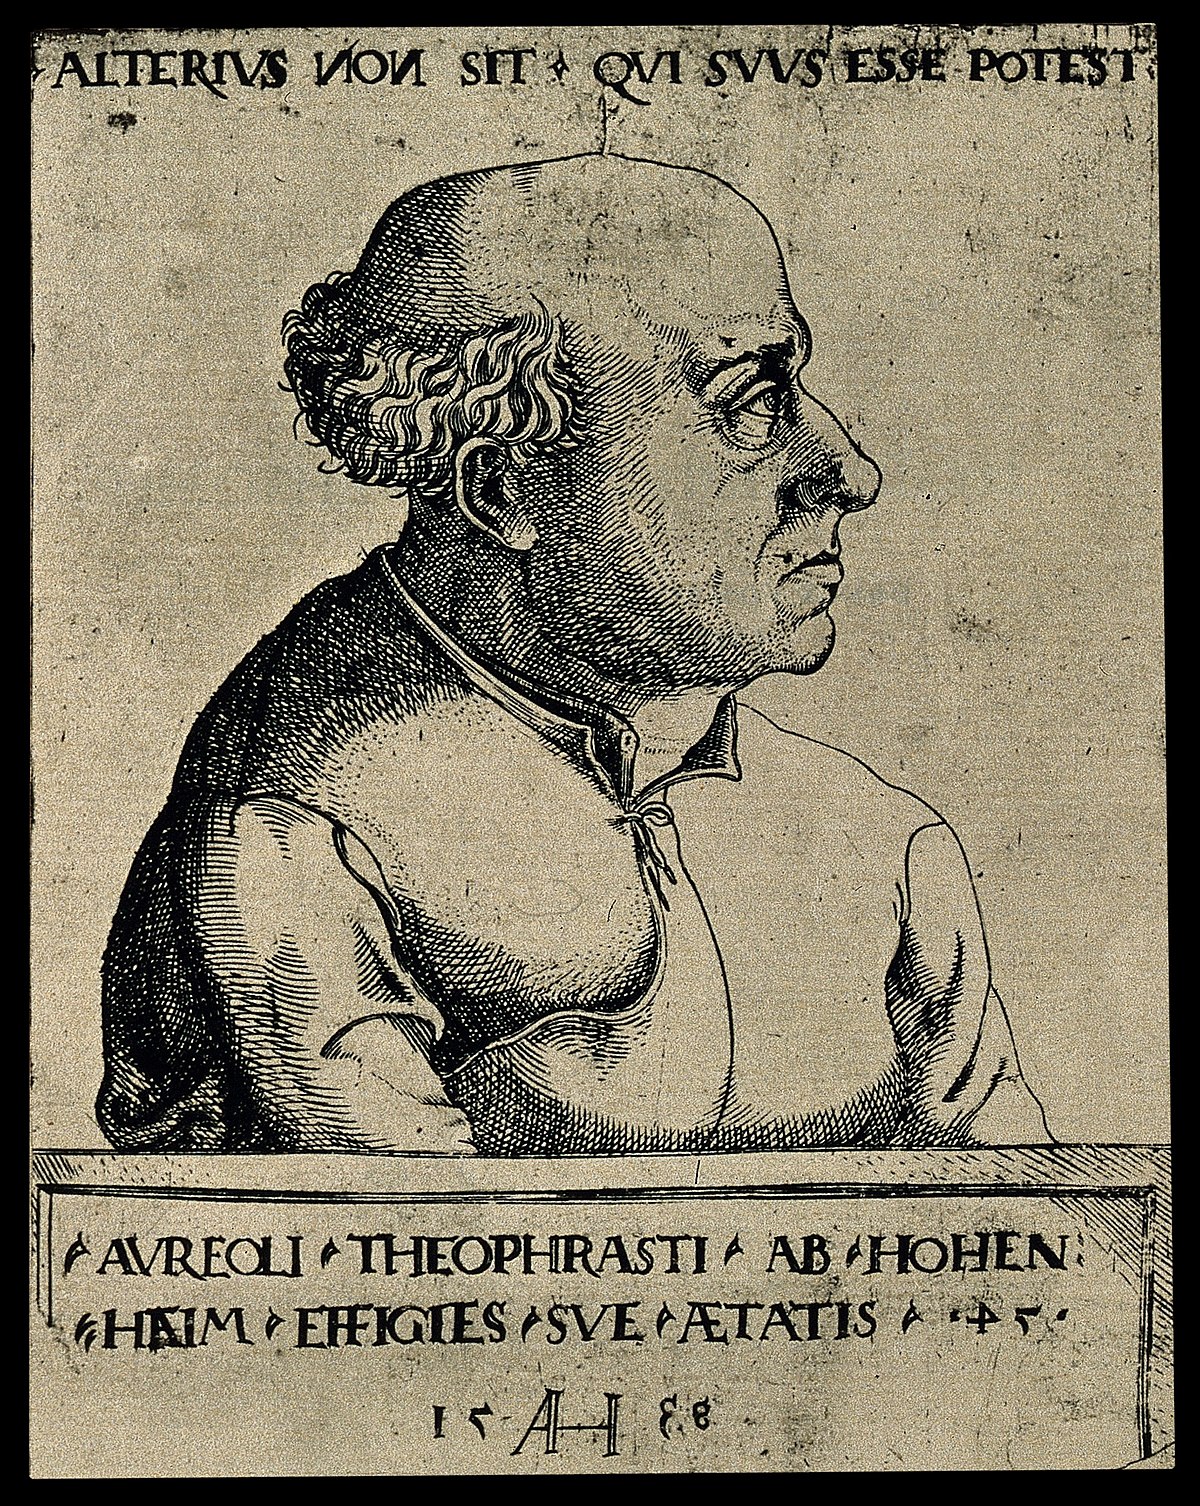 ALTERIVS NON SIT QVI SVVS ESSE POTEST
AVREOLI THEOPHRASTI AB HOHEN
HAIM EFFIGIES SVE ÆTATIS 45
15 AH 38